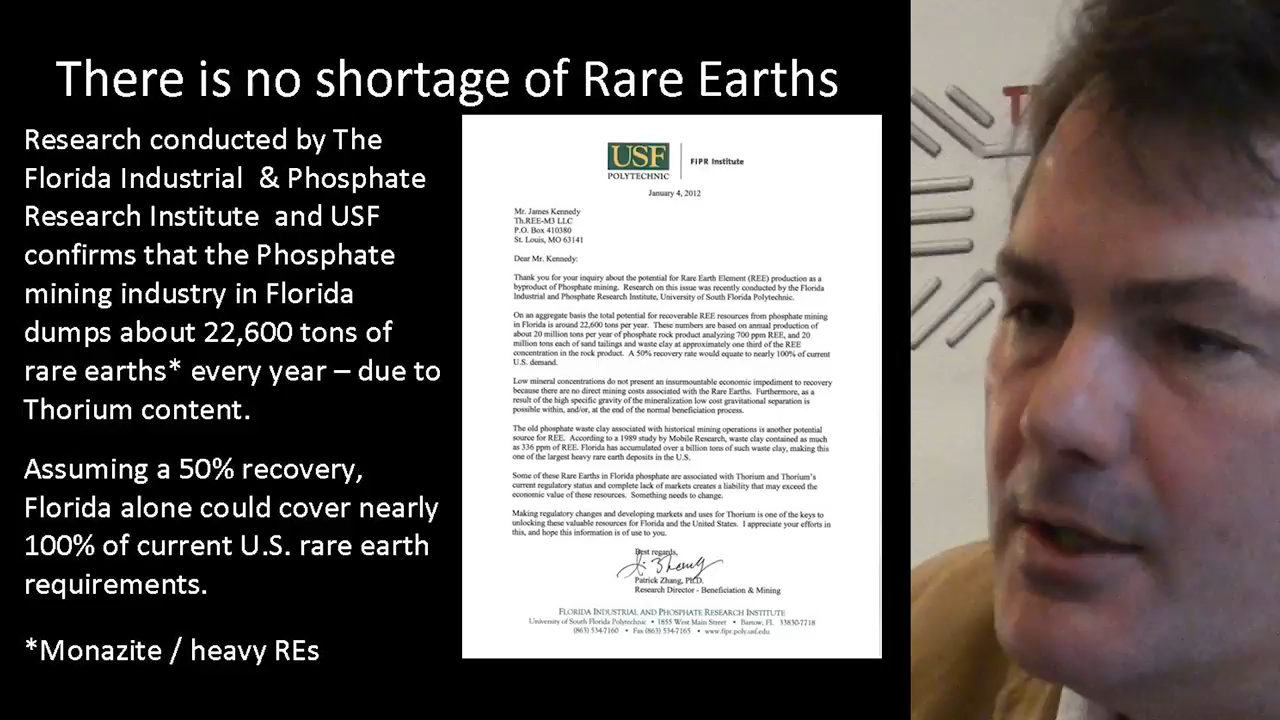 There is no shortage of Rare Earths
Research conducted by The
Florida Industrial & Phosphate
Research Institute and USF
confirms that the Phosphate
mining industry in Florida
dumps about 22,600 tons of
rare earths* every year – due to
Thorium content.
Assuming a 50% recovery,
Florida alone could cover nearly
100% of current U.S. rare earth
requirements.
*Monazite / heavy REs
USF
POLYTECHNIC
FIPR Institute
January 4, 2012
Mr. James Kennedy
Th.REE-M3 LLC
P.O. Box 410380
St. Louis, MO 63141
Dear Mr. Kennedy:
Thank you for your inquiry about the potential for Rare Earth Element (REE) production as a
byproduct of Phosphate mining. Research on this issue was recently conducted by the Florida
Industrial and Phosphate Research Institute, University of South Florida Polytechnic.
On an aggregate basis the total potential for recoverable REE resources from phosphate mining
in Florida is around 22,600 tons per year. These numbers are based on annual production of
about 20 million tons per year of phosphate rock product analyzing 700 ppm REE, and 20
million tons each of sand tailings and waste clay at approximately one third of the REE
concentration in the rock product. A 50% recovery rate would equate to nearly 100% of current
U.S. demand.
Low mineral concentrations do not present an insurmountable economic impediment to recovery
because there are no direct mining costs associated with the Rare Earths. Furthermore, as a
result of the high specific gravity of the mineralization low cost gravitational separation is
possible within, and/or, at the end of the normal beneficiation process.
The old phosphate waste clay associated with historical mining operations is another potential
source for REE. According to a 1989 study by Mobile Research, waste clay contained as much
as 336 ppm of REE. Florida has accumulated over a billion tons of such waste clay, making this
one of the largest heavy rare earth deposits in the U.S.
Some of these Rare Earths in Florida phosphate are associated with Thorium and Thorium's
current regulatory status and complete lack of markets creates a liability that may exceed the
economic value of these resources. Something needs to change.
Making regulatory changes and developing markets and uses for Thorium is one of the keys to
unlocking these valuable resources for Florida and the United States. I appreciate your efforts in
this, and hope this information is of use to you.
Best regards,
Patrick Zhang, Ph.D.
Research Director - Beneficiation & Mining
FLORIDA INDUSTRIAL AND PHOSPHATE RESEARCH INSTITUTE
University of South Florida Polytechnic • 1855 West Main Street • Bartow, FL 33830-7718
(863) 534-7160 • Fax (863) 534-7165 • www.fipr.poly.usf.edu
T